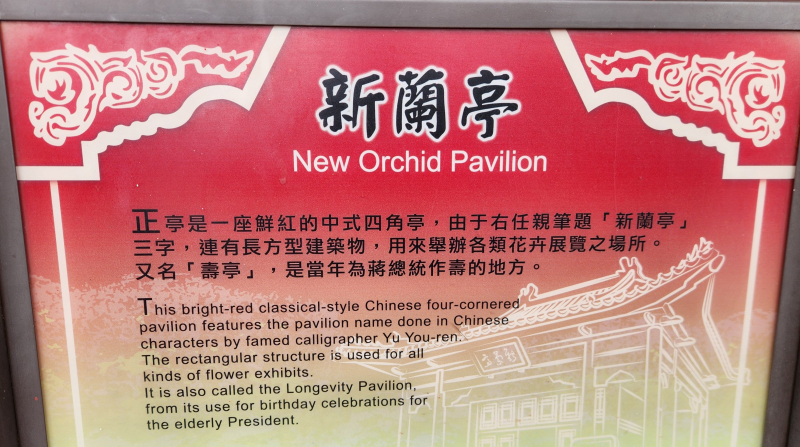 新蘭亭
New Orchid Pavilion
正亭是一座鮮紅的中式四角亭，由于右任親筆題「新蘭亭」
三字，連有長方型建築物，用來舉辦各類花卉展覽之場所。
又名「壽亭」，是當年為蔣總統作壽的地方。
This bright-red classical-style Chinese four-cornered
pavilion features the pavilion name done in Chinese
characters by famed calligrapher Yu You-ren.
The rectangular structure is used for all
kinds of flower exhibits.
It is also called the Longevity Pavilion,
from its use for birthday celebrations for
the elderly President.
亭蘭新